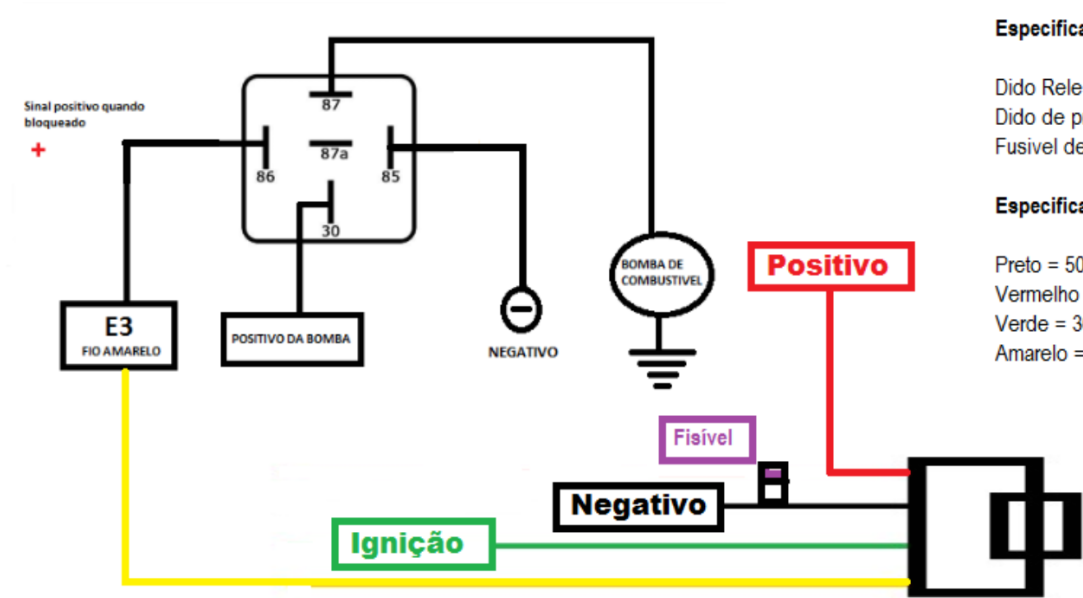 Sinal positivo quando
bloqueado
+
87
87a
86
85
30
E3
FIO AMARELO
POSITIVO DA BOMBA
NEGATIVO
BOMBA DE
COMBUSTIVEL
Positivo
Fisível
Negativo
Ignição
Especifica
Dido Rele
Dido de p
Fusivel de
Especifica
Preto = 50
Vermelho
Verde = 3
Amarelo =